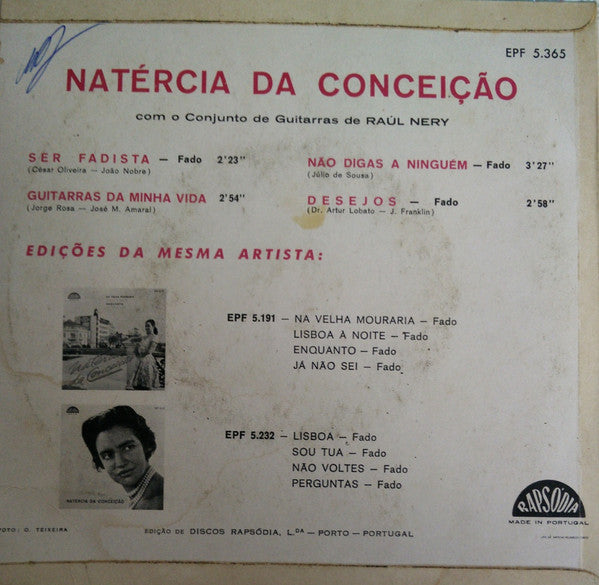 EPF 5.365
NATÉRCIA DA CONCEIÇÃO
com o Conjunto de Guitarras de RAÚL NERY
SER FADISTA — Fado 2'23"
(César Oliveira — João Nobre)
GUITARRAS DA MINHA VIDA 2'54"
(Jorge Rosa — José M. Amaral)
NÃO DIGAS A NINGUÉM — Fado 3'27"
(Júlio de Sousa)
DESEJOS — Fado 2'58"
(Dr. Artur Lobato — J. Franklin)
EDIÇÕES DA MESMA ARTISTA:
EPF 5.191 — NA VELHA MOURARIA — Fado
LISBOA À NOITE — Fado
ENQUANTO — Fado
JÁ NÃO SEI — Fado
NATÉRCIA DA CONCEIÇÃO
EPF 5.232 — LISBOA — Fado
SOU TUA — Fado
NÃO VOLTES — Fado
PERGUNTAS — Fado
RAPSÓDIA
MADE IN PORTUGAL
FOTO: O. TEIXEIRA
EDIÇÃO DE DISCOS RAPSÓDIA, L.DA — PORTO — PORTUGAL